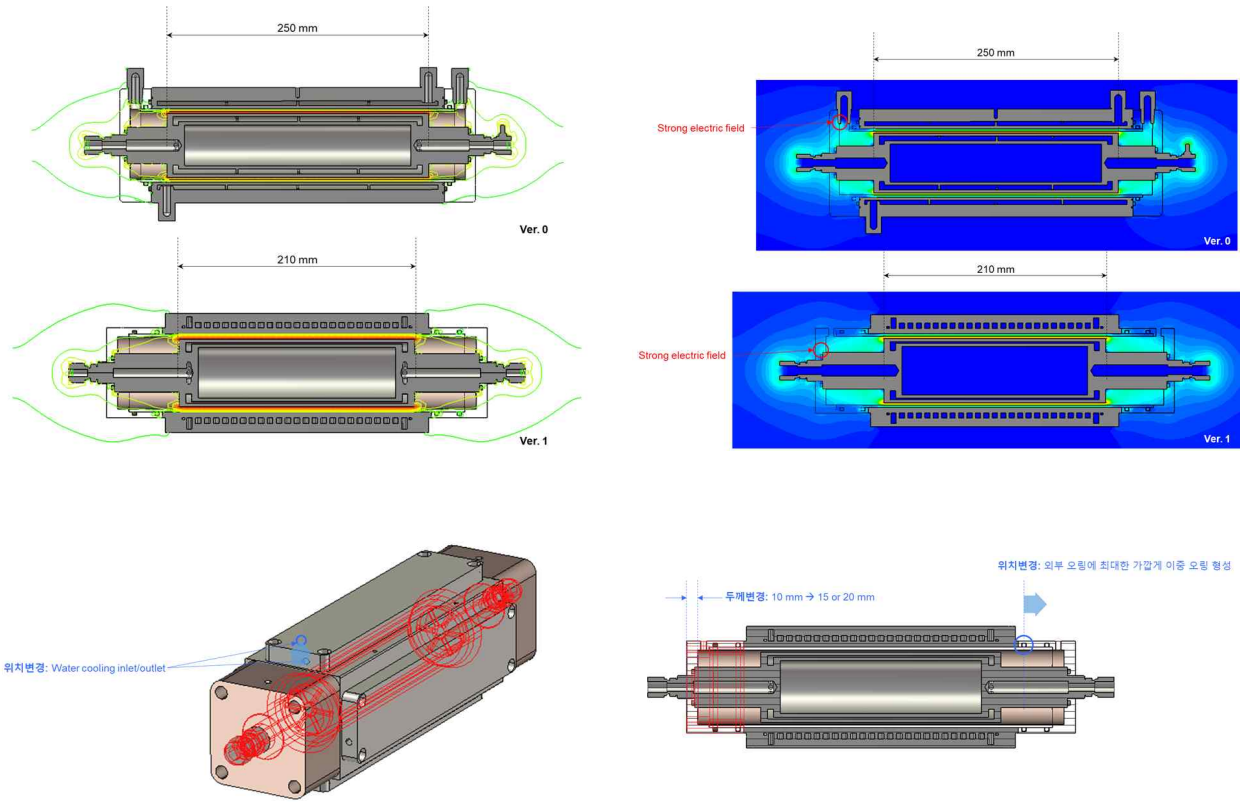 250 mm
Ver. 0
210 mm
Ver. 1
250 mm
Strong electric field
Ver. 0
210 mm
Strong electric field
Ver. 1
위치변경: Water cooling inlet/outlet
위치변경: 외부 오링에 최대한 가깝게 이중 오링 형성
두께변경: 10 mm → 15 or 20 mm